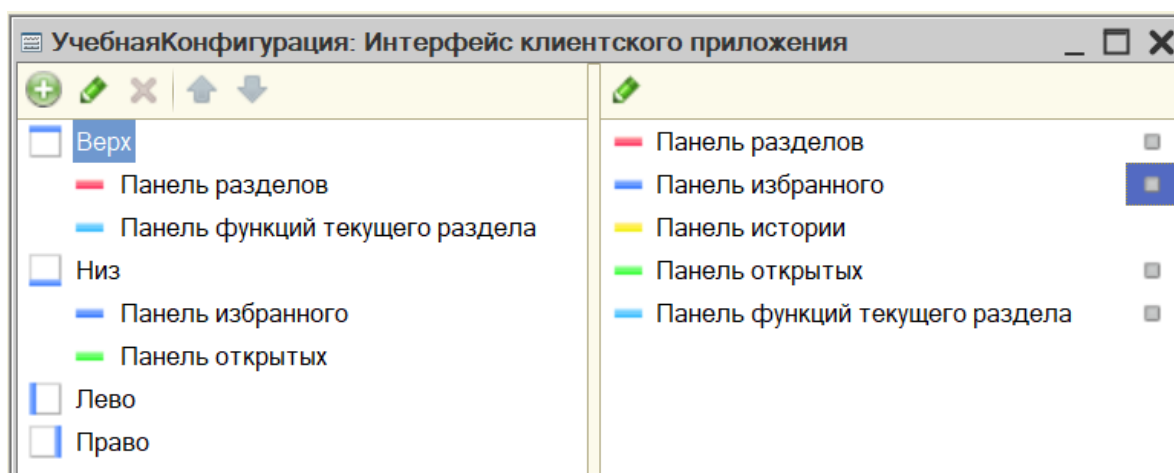 УчебнаяКонфигурация: Интерфейс клиентского приложения
Верх
Панель разделов
Панель функций текущего раздела
Низ
Панель избранного
Панель открытых
Лево
Право
Панель разделов
Панель избранного
Панель истории
Панель открытых
Панель функций текущего раздела